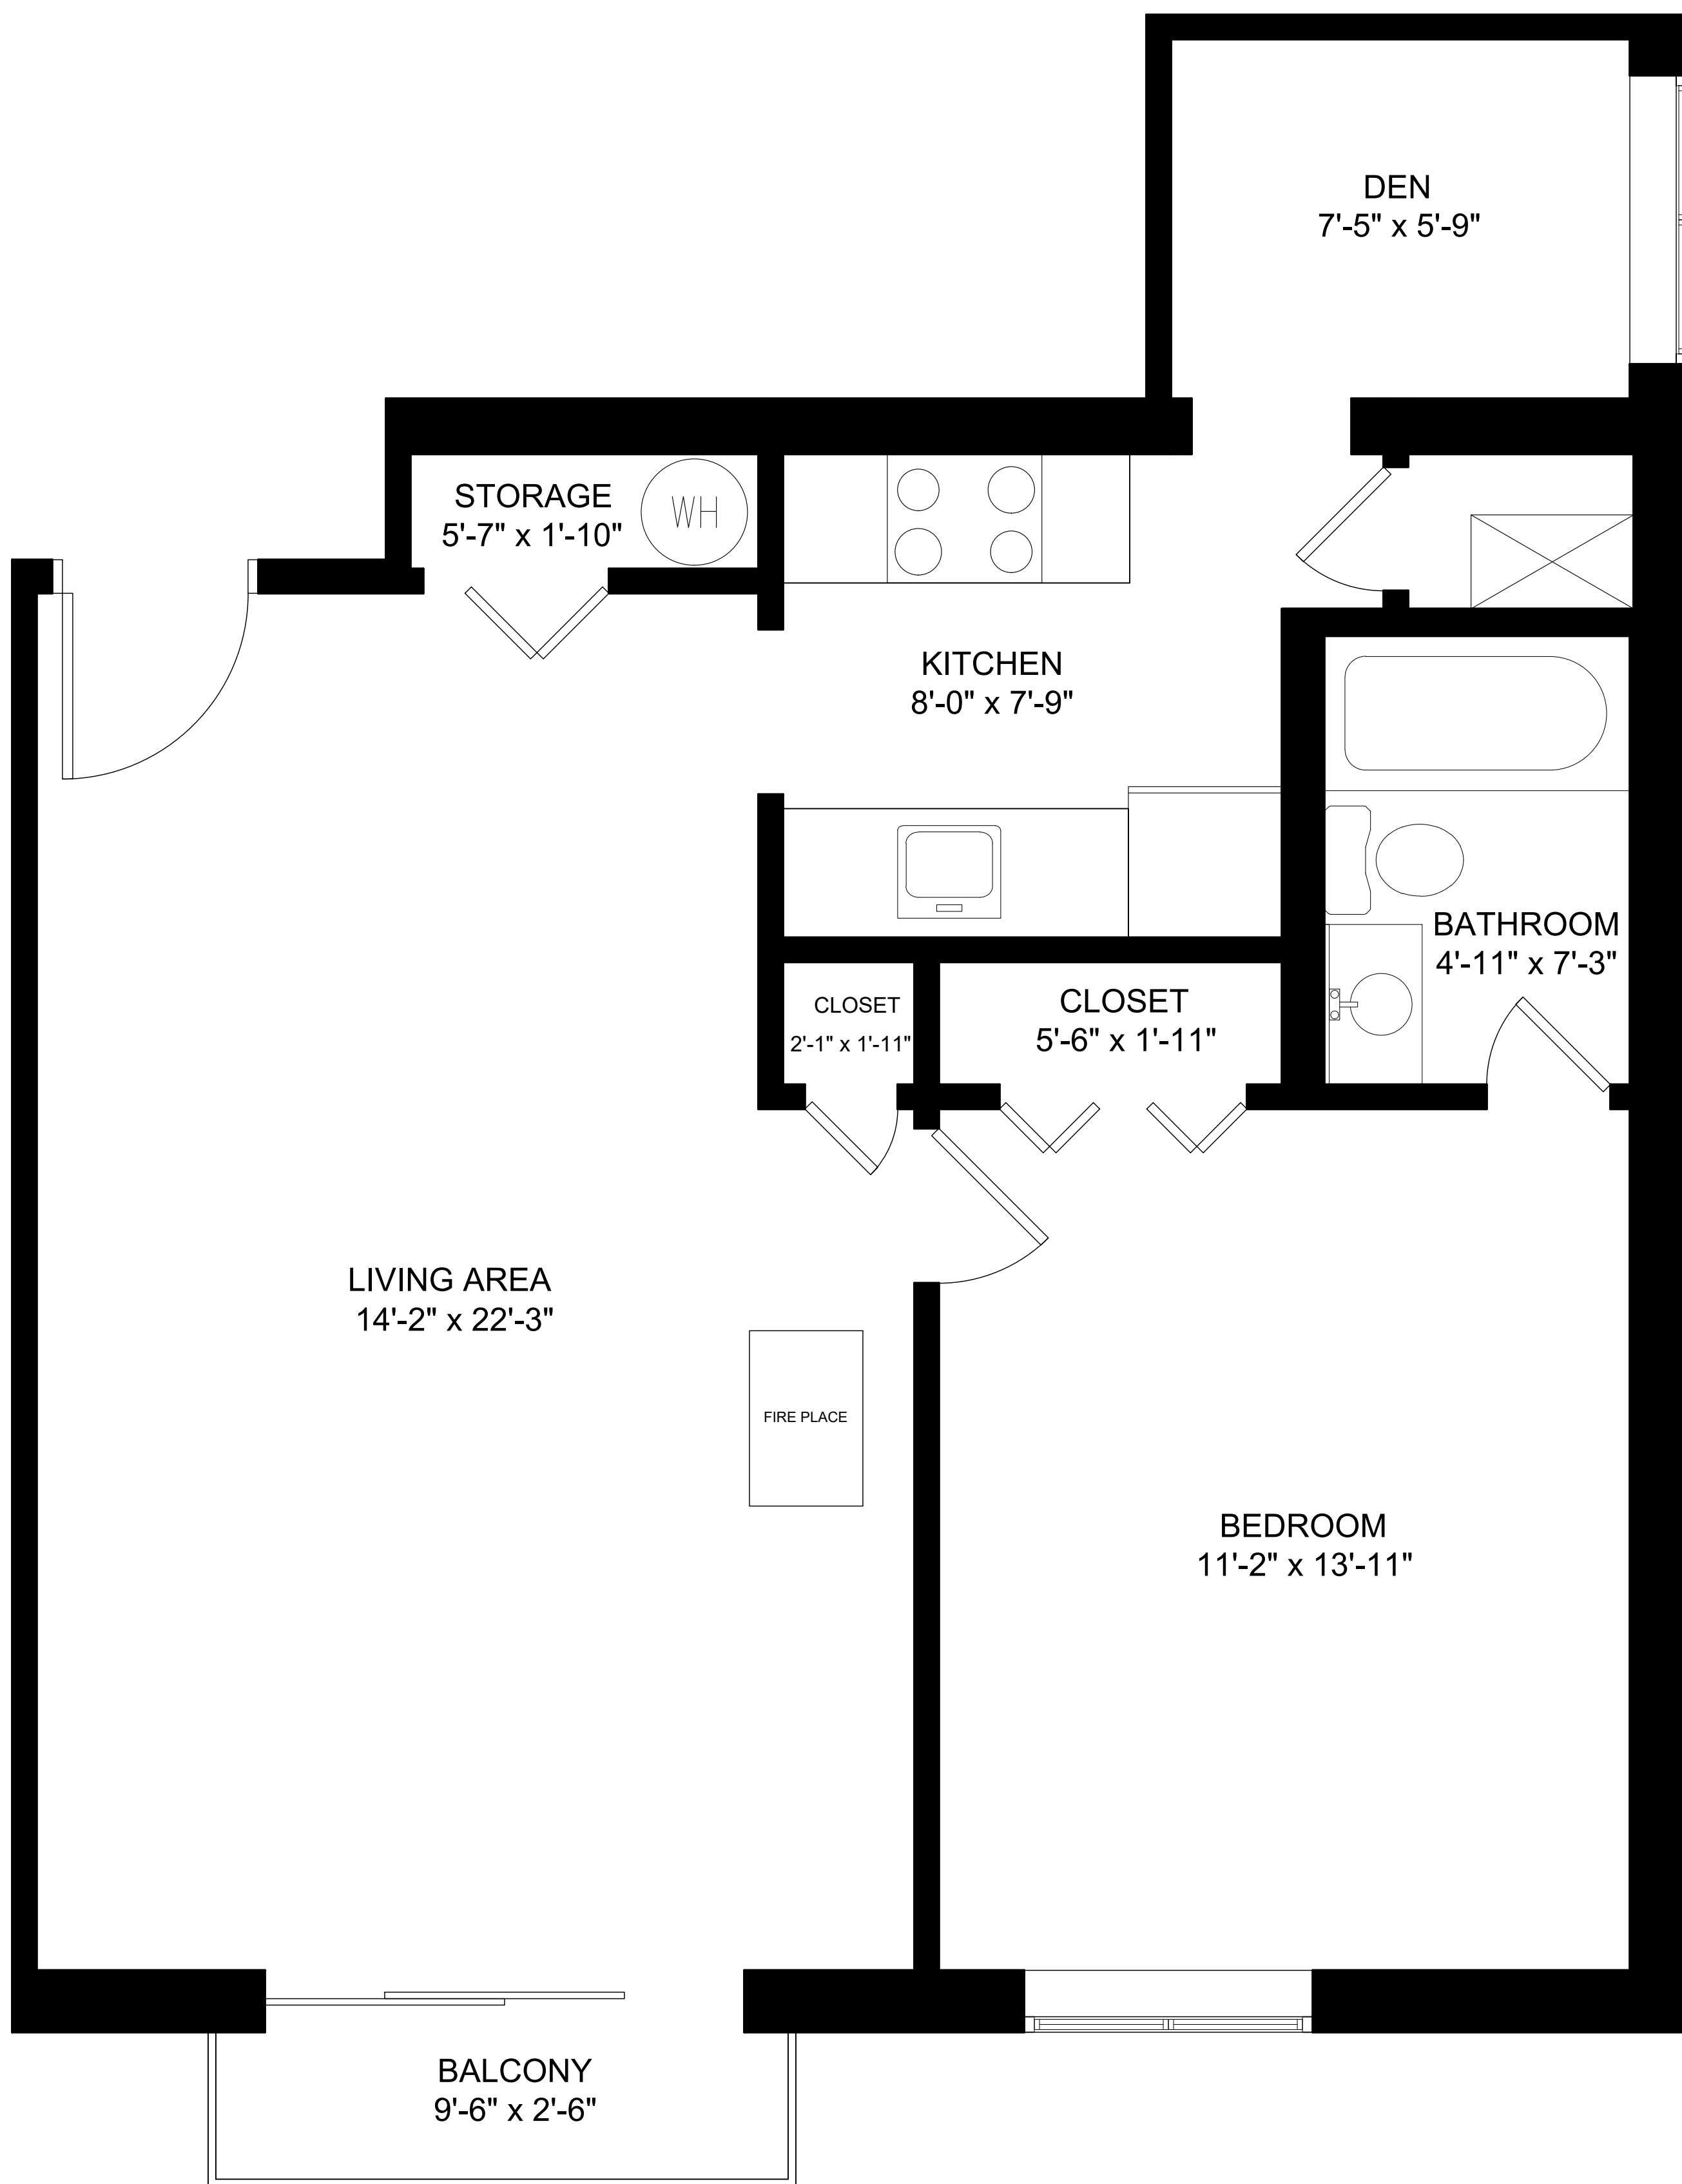 DEN
7'-5" x 5'-9"
STORAGE
5'-7" x 1'-10"
WH
KITCHEN
8'-0" x 7'-9"
BATHROOM
4'-11" x 7'-3"
CLOSET
2'-1" x 1'-11"
CLOSET
5'-6" x 1'-11"
LIVING AREA
14'-2" x 22'-3"
FIRE PLACE
BEDROOM
11'-2" x 13'-11"
BALCONY
9'-6" x 2'-6"